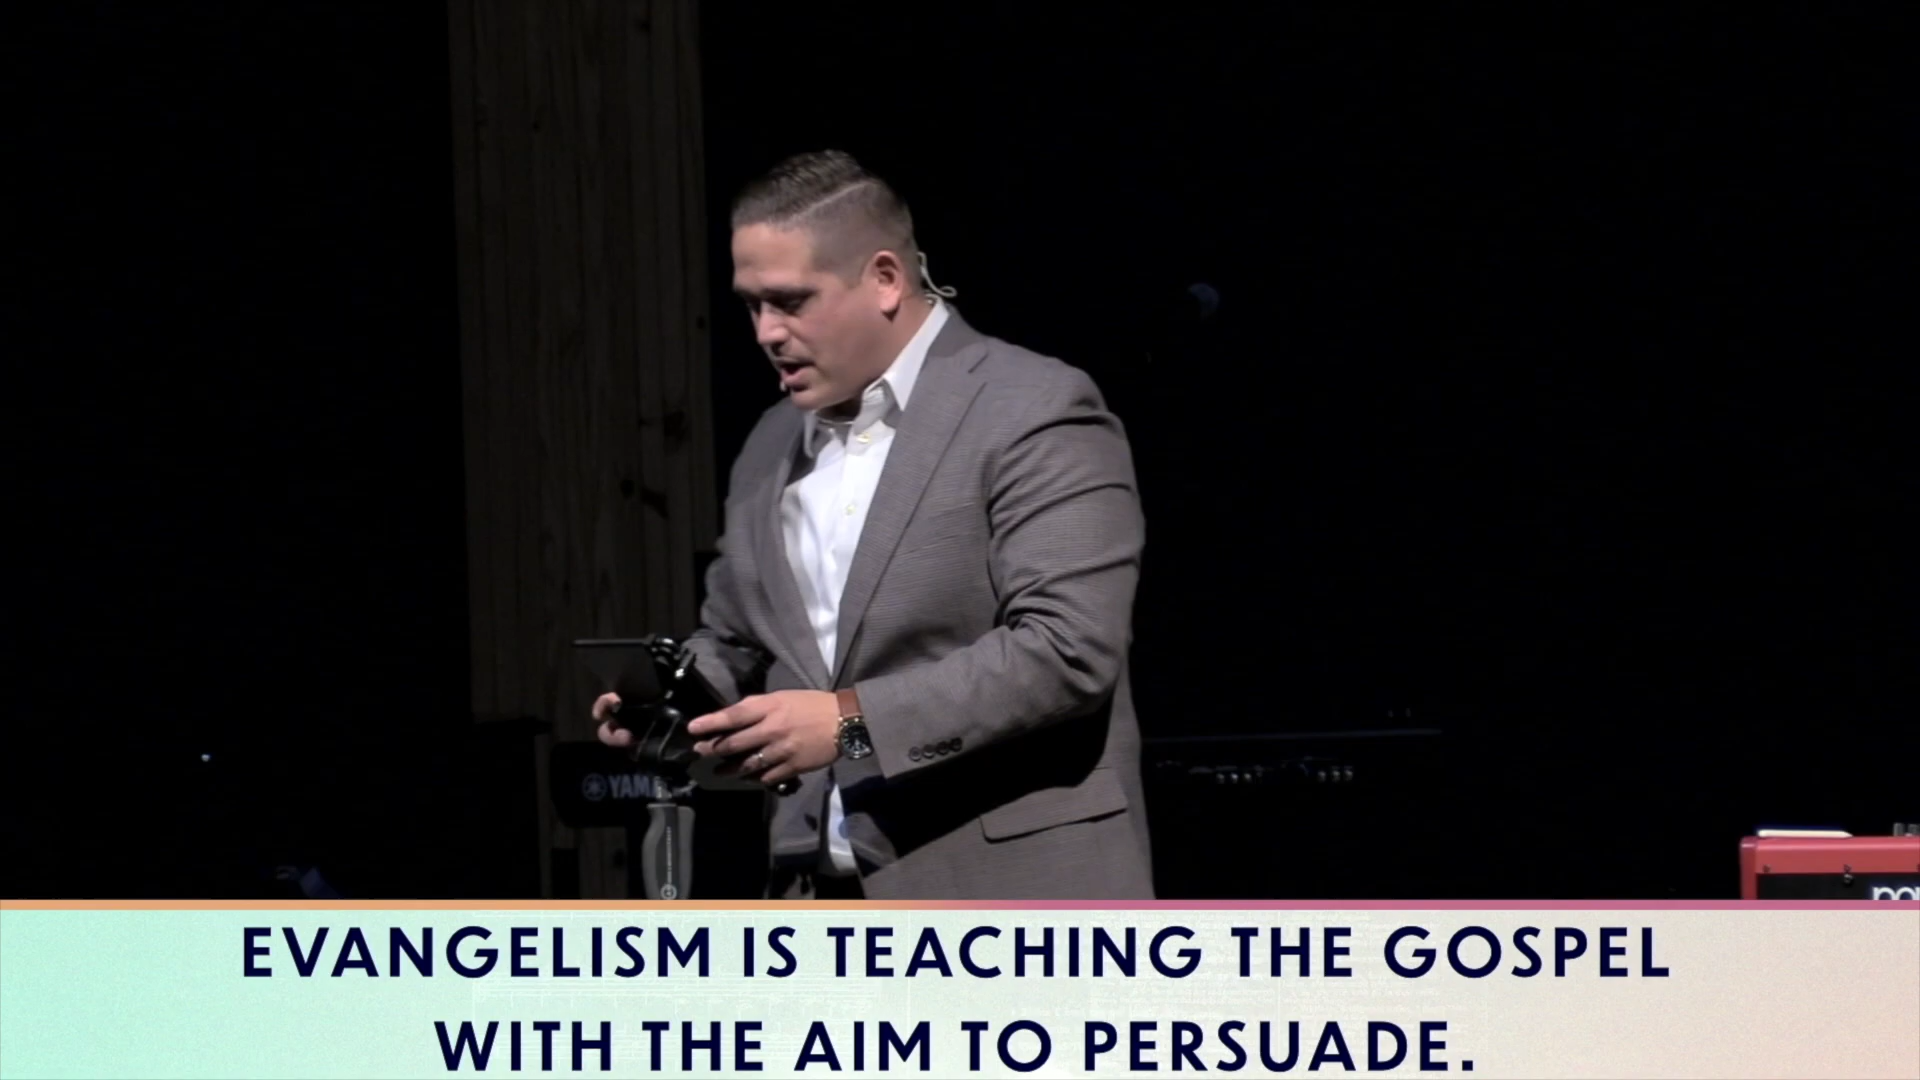 EVANGELISM IS TEACHING THE GOSPEL
WITH THE AIM TO PERSUADE.